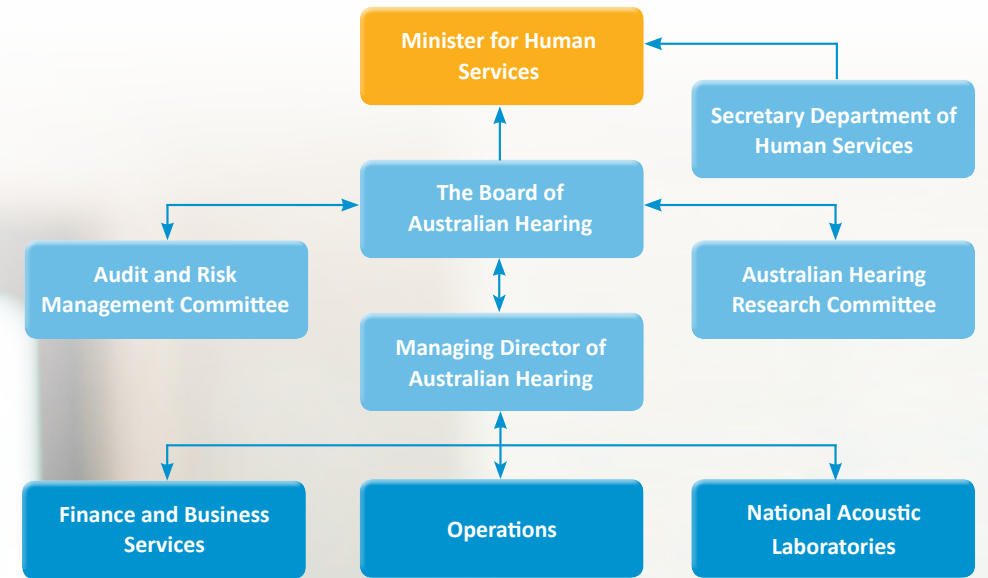 Minister for Human
Services
Secretary Department of
Human Services
The Board of
Australian Hearing
Audit and Risk
Management Committee
Australian Hearing
Research Committee
Managing Director of
Australian Hearing
Finance and Business
Services
Operations
National Acoustic
Laboratories